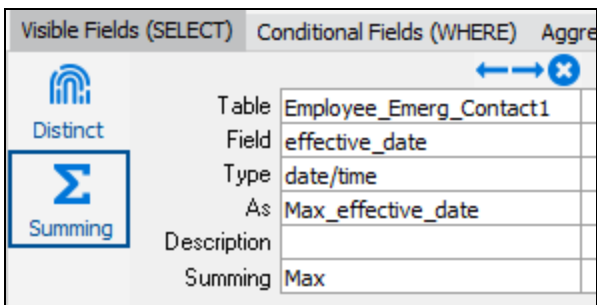 Visible Fields (SELECT) Conditional Fields (WHERE) Aggre
Distinct
Summing
Table Employee_Emerg_Contact1
Field effective_date
Type date/time
As Max_effective_date
Description
Summing Max